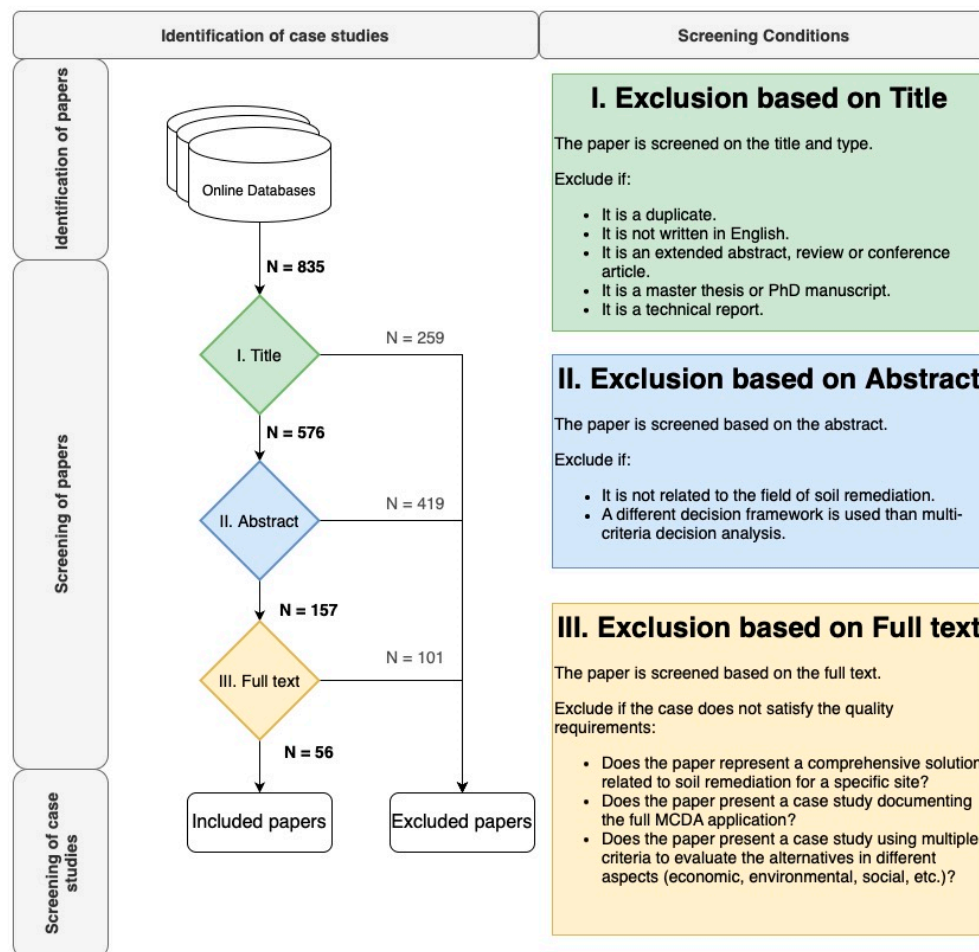 Identification of case studies
Screening Conditions
Identification of papers
Online Databases
N = 835
I. Title
N = 259
N = 576
Screening of papers
II. Abstract
N = 419
N = 157
III. Full text
N = 101
N = 56
Screening of case
studies
Included papers
Excluded papers
I. Exclusion based on Title
The paper is screened on the title and type.
Exclude if:
• It is a duplicate.
• It is not written in English.
• It is an extended abstract, review or conference
article.
• It is a master thesis or PhD manuscript.
• It is a technical report.
II. Exclusion based on Abstract
The paper is screened based on the abstract.
Exclude if:
• It is not related to the field of soil remediation.
• A different decision framework is used than multi-
criteria decision analysis.
III. Exclusion based on Full text
The paper is screened based on the full text.
Exclude if the case does not satisfy the quality
requirements:
• Does the paper represent a comprehensive solution
related to soil remediation for a specific site?
• Does the paper present a case study documenting
the full MCDA application?
• Does the paper present a case study using multiple
criteria to evaluate the alternatives in different
aspects (economic, environmental, social, etc.)?